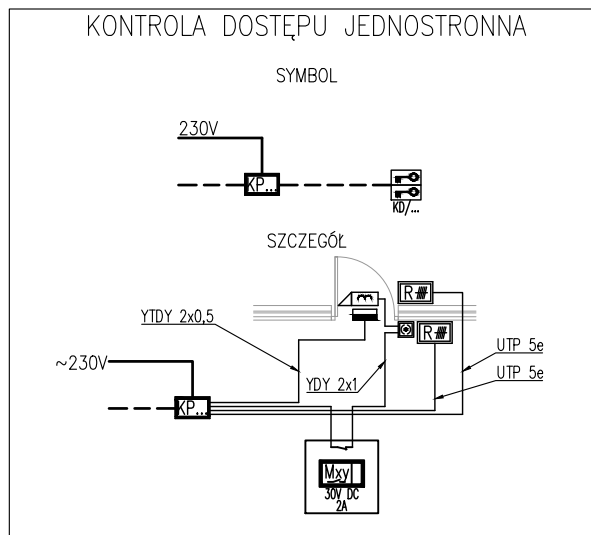 KONTROLA DOSTĘPU JEDNOSTRONNA
SYMBOL
230V
KP...
KD/...
SZCZEGÓŁ
R
YTDY 2x0,5
R
~230V
YDY 2x1
UTP 5e
UTP 5e
KP...
Mxy
30V DC
2A